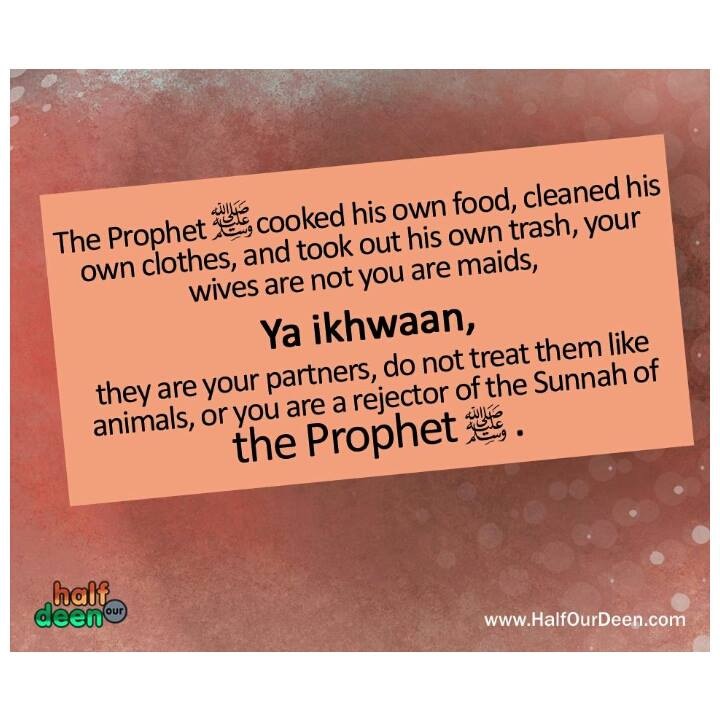 The Prophet ﷺ cooked his own food, cleaned his
own clothes, and took out his own trash, your
wives are not you are maids,
Ya ikhwaan,
they are your partners, do not treat them like
animals, or you are a rejector of the Sunnah of
the Prophet ﷺ .
half
our
deen
www.HalfOurDeen.com